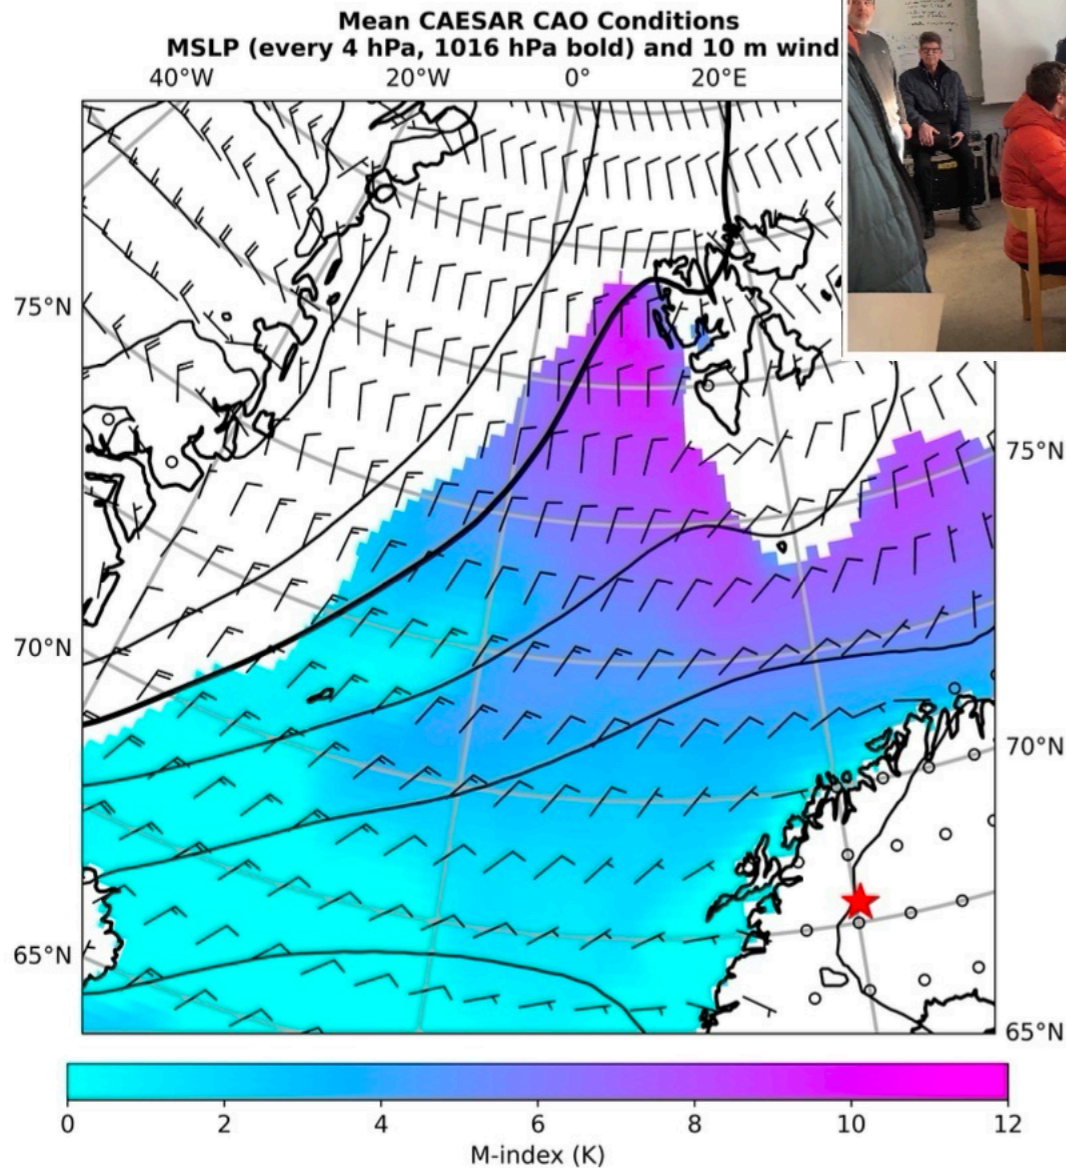 Mean CAESAR CAO Conditions
MSLP (every 4 hPa, 1016 hPa bold) and 10 m wind
40°W 20°W 0° 20°E
75°N
75°N
70°N
70°N
65°N
65°N
0 2 4 6 8 10 12
M-index (K)